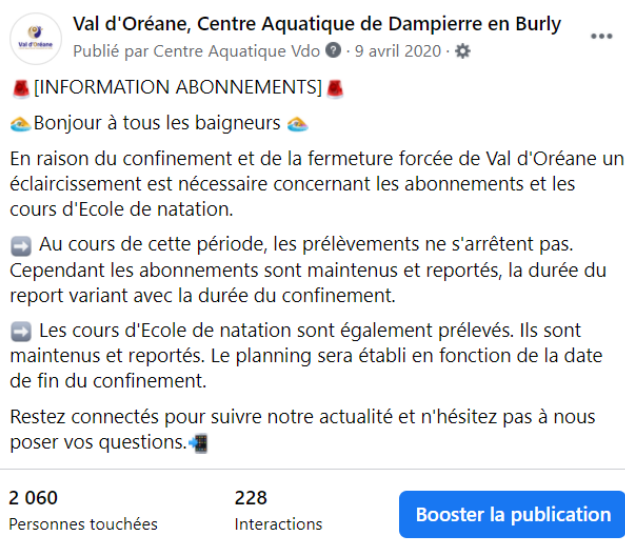 Val d'Oréane, Centre Aquatique de Dampierre en Burly
Val d'Oréane
Publié par Centre Aquatique Vdo ? · 9 avril 2020 ·
[INFORMATION ABONNEMENTS]
Bonjour à tous les baigneurs
En raison du confinement et de la fermeture forcée de Val d'Oréane un
éclaircissement est nécessaire concernant les abonnements et les
cours d'Ecole de natation.
Au cours de cette période, les prélèvements ne s'arrêtent pas.
Cependant les abonnements sont maintenus et reportés, la durée du
report variant avec la durée du confinement.
Les cours d'Ecole de natation sont également prélevés. Ils sont
maintenus et reportés. Le planning sera établi en fonction de la date
de fin du confinement.
Restez connectés pour suivre notre actualité et n'hésitez pas à nous
poser vos questions.
2 060
Personnes touchées
228
Interactions
Booster la publication